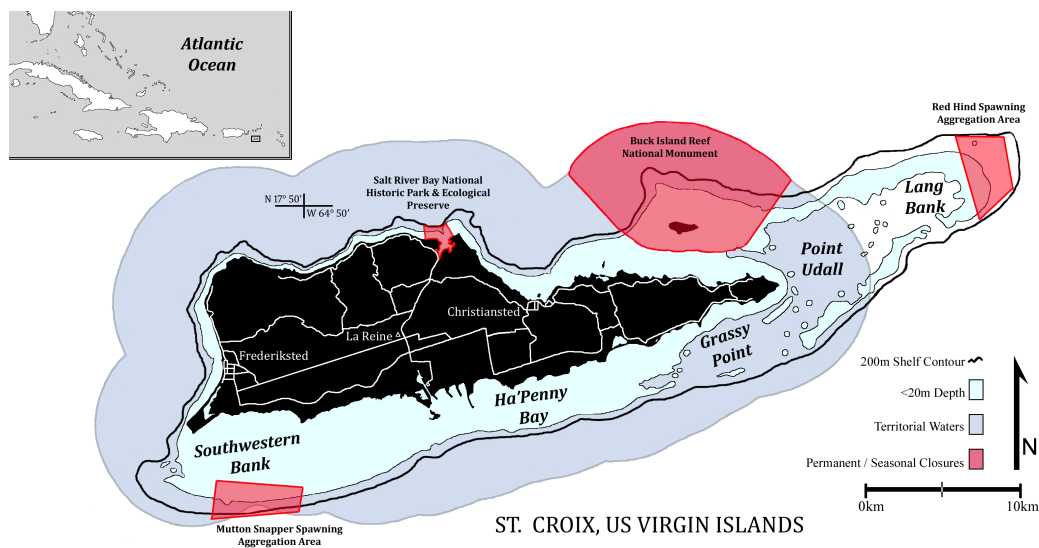 Atlantic
Ocean
Red Hind Spawning
Aggregation Area
Buck Island Reef
National Monument
Salt River Bay National
Historic Park & Ecological
Preserve
N 17° 50'
W 64° 50'
Lang
Bank
Point
Udall
Christiansted
La Reine
Frederiksted
Grassy
Point
Ha'Penny
Bay
Southwestern
Bank
200m Shelf Contour
<20m Depth
Territorial Waters
Permanent / Seasonal Closures
N
0km
10km
Mutton Snapper Spawning
Aggregation Area
ST. CROIX, US VIRGIN ISLANDS